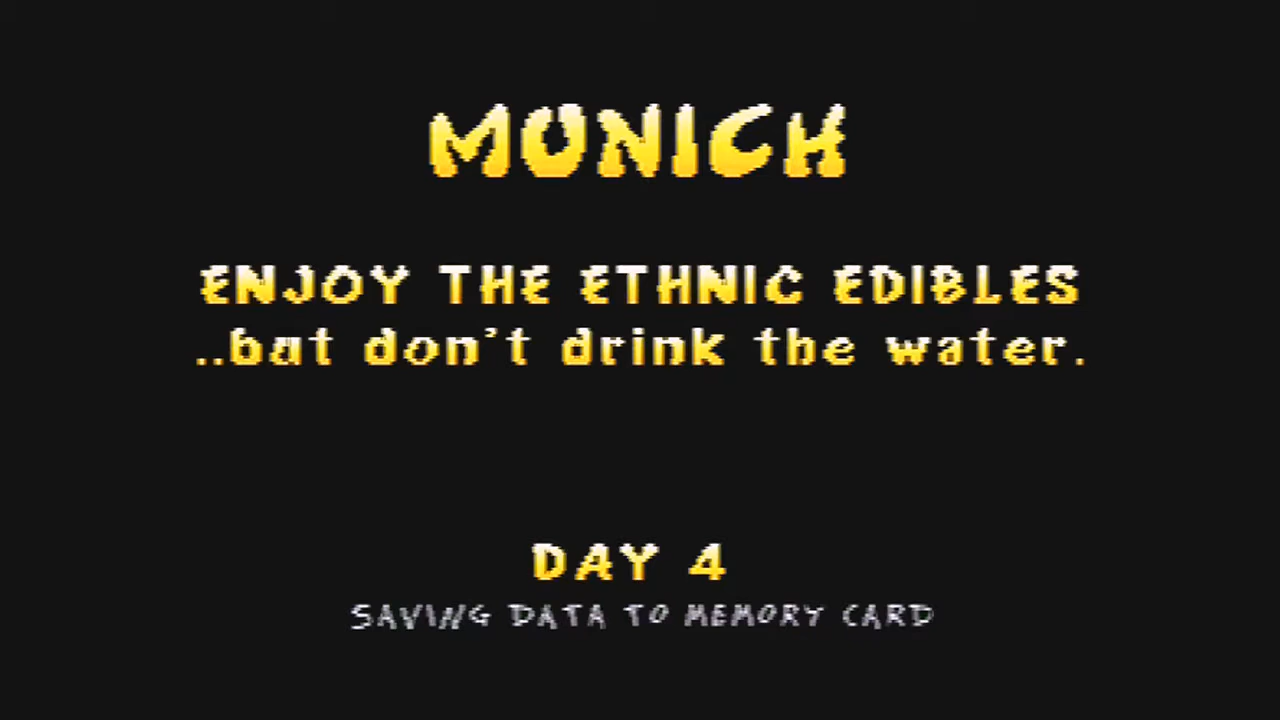 MUNICH
ENJOY THE ETHNIC EDIBLES
..but don't drink the water.
DAY 4
SAVING DATA TO MEMORY CARD